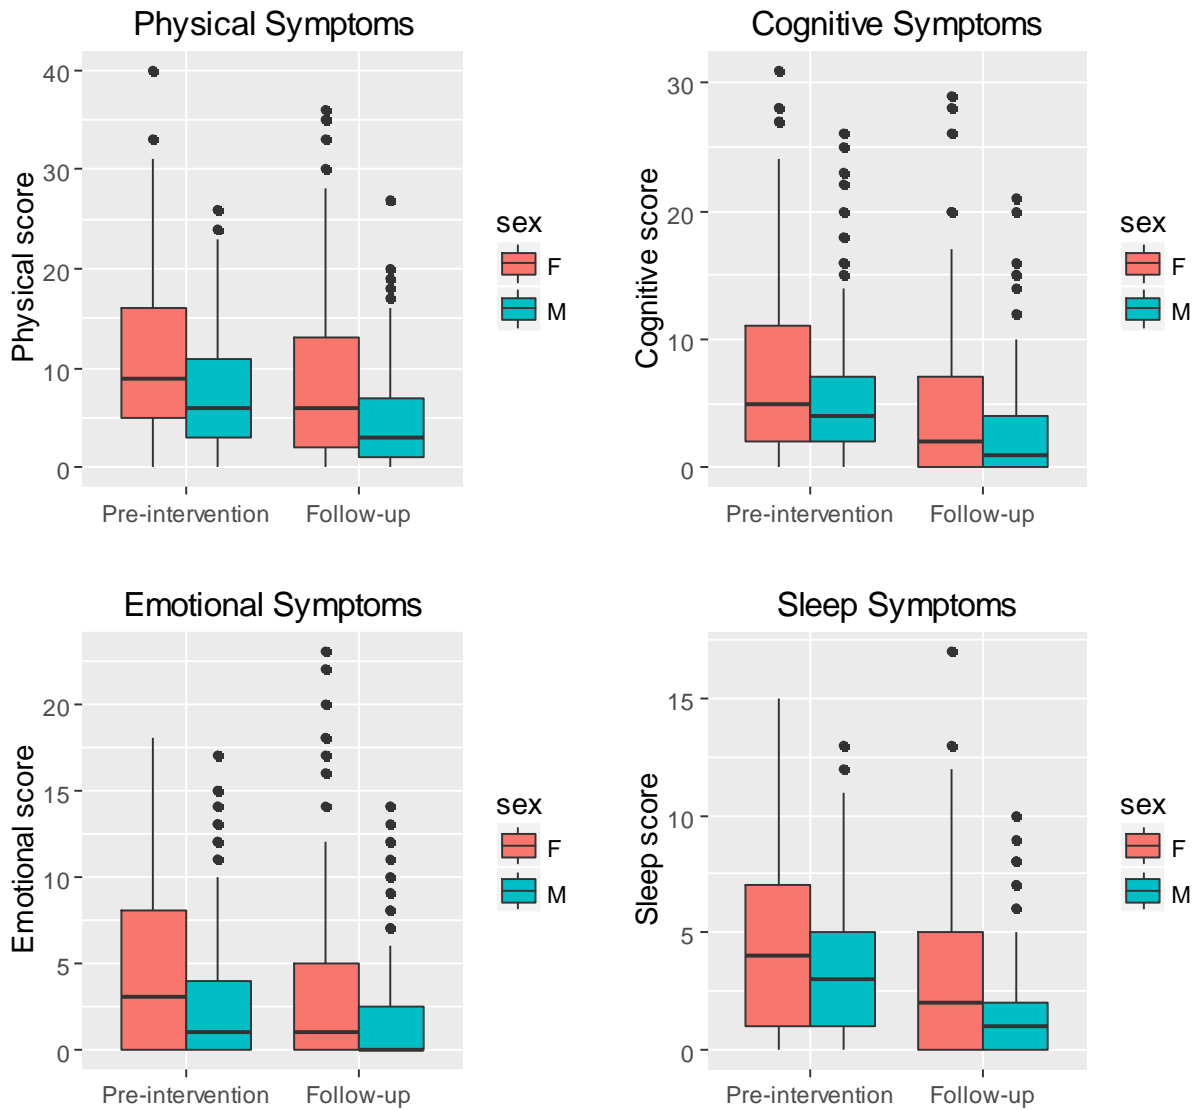 Physical Symptoms
Physical score
40
30
20
10
0
Pre-intervention Follow-up
sex
F
M
Cognitive Symptoms
Cognitive score
30
20
10
0
Pre-intervention Follow-up
sex
F
M
Emotional Symptoms
Emotional score
20
15
10
5
0
Pre-intervention Follow-up
sex
F
M
Sleep Symptoms
Sleep score
15
10
5
0
Pre-intervention Follow-up
sex
F
M